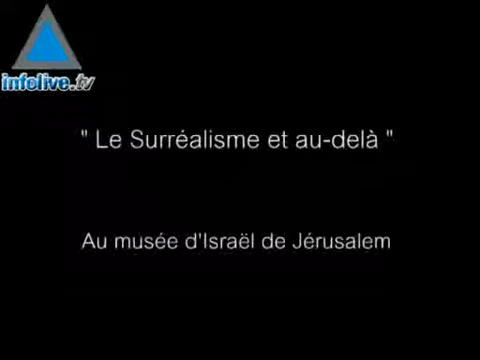 infolive.tv
" Le Surréalisme et au-delà "
Au musée d'Israël de Jérusalem